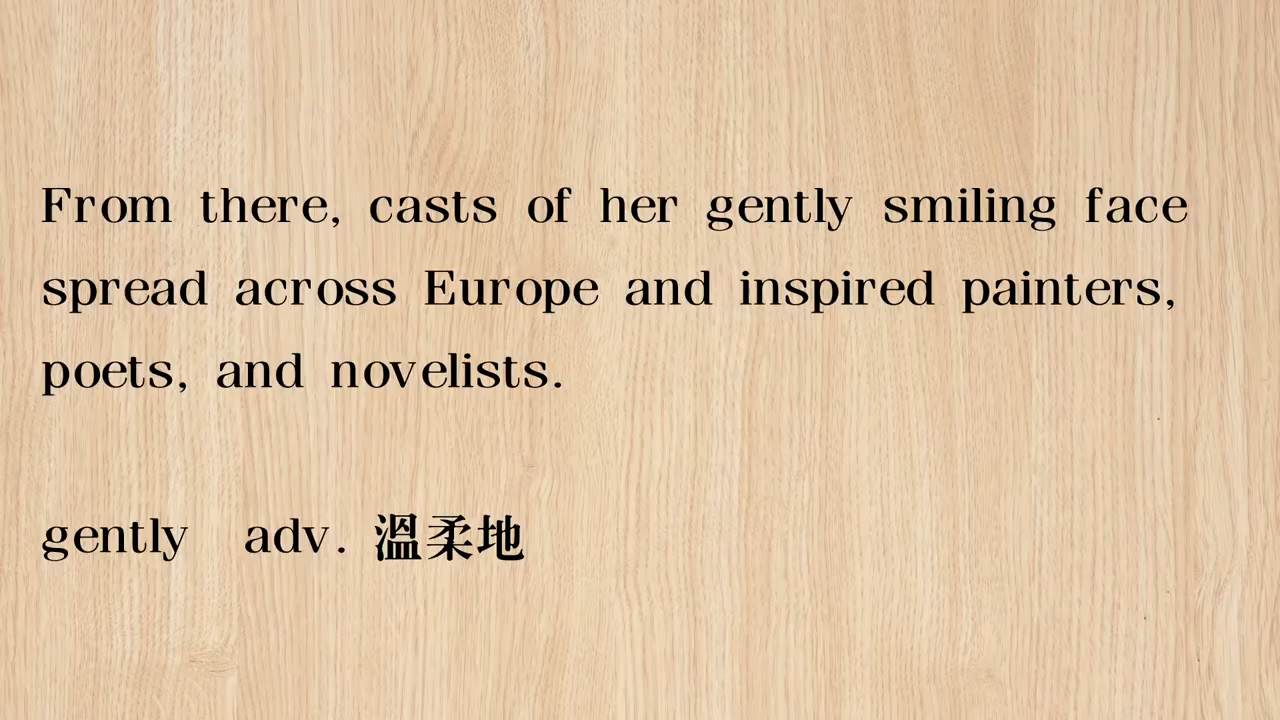 From there, casts of her gently smiling face
spread across Europe and inspired painters,
poets, and novelists.
gently adv. 溫柔地